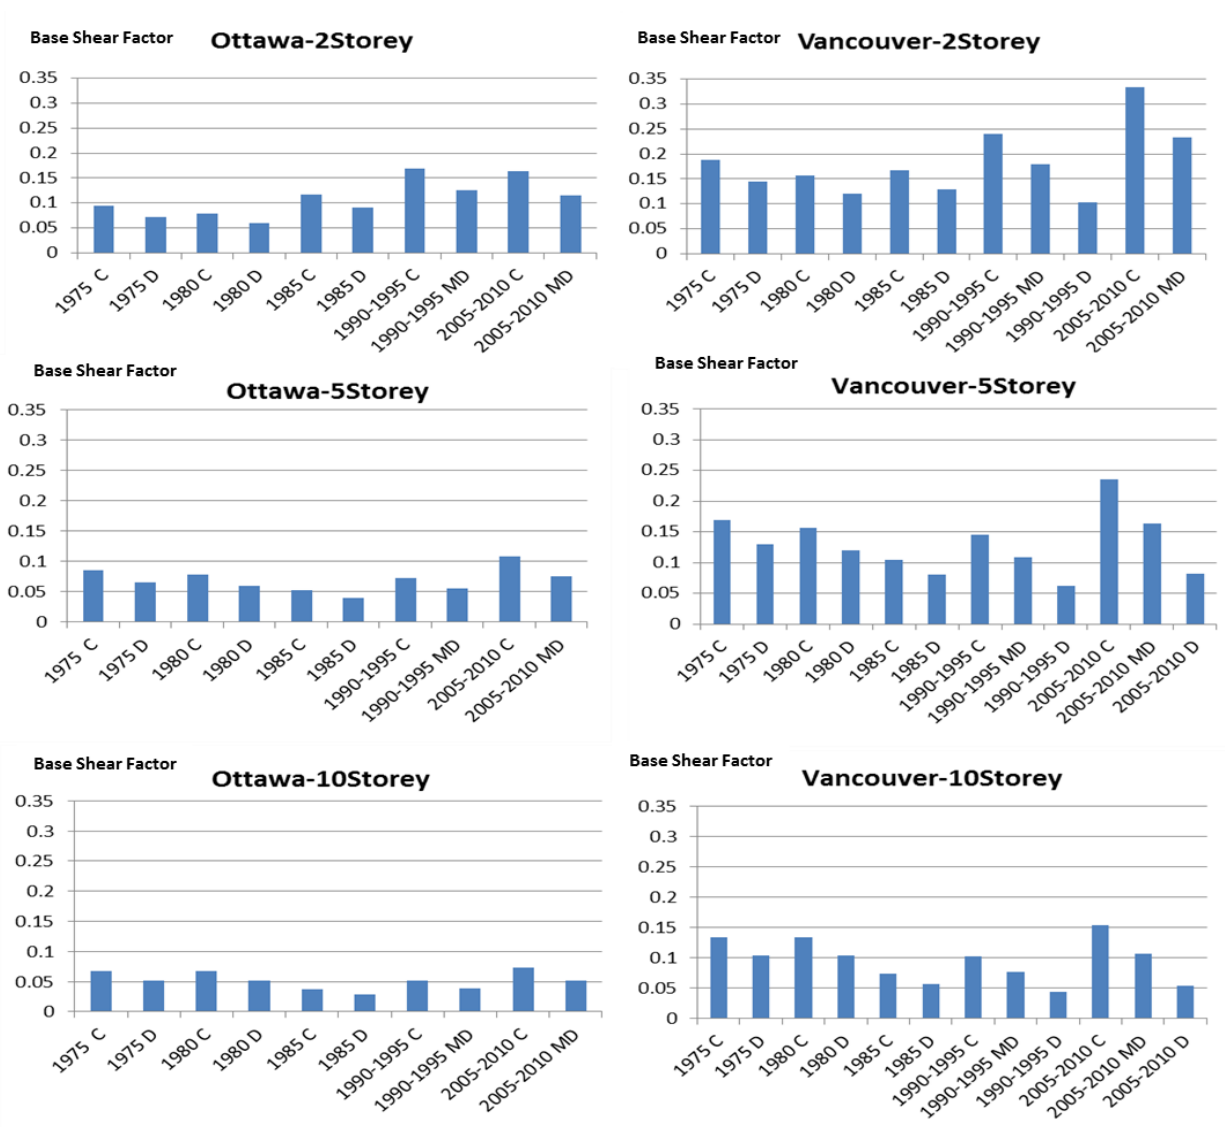 Base Shear Factor
Ottawa-2Storey
0.35
0.3
0.25
0.2
0.15
0.1
0.05
0
1975 C
1975 D
1980 C
1980 D
1985 C
1985 D
1990-1995 C
1990-1995 MD
2005-2010 C
2005-2010 MD
Base Shear Factor
Vancouver-2Storey
0.35
0.3
0.25
0.2
0.15
0.1
0.05
0
1975 C
1975 D
1980 C
1980 D
1985 C
1985 D
1990-1995 C
1990-1995 MD
1990-1995 D
2005-2010 C
2005-2010 MD
Base Shear Factor
Ottawa-5Storey
0.35
0.3
0.25
0.2
0.15
0.1
0.05
0
1975 C
1975 D
1980 C
1980 D
1985 C
1985 D
1990-1995 C
1990-1995 MD
2005-2010 C
2005-2010 MD
Base Shear Factor
Vancouver-5Storey
0.35
0.3
0.25
0.2
0.15
0.1
0.05
0
1975 C
1975 D
1980 C
1980 D
1985 C
1985 D
1990-1995 C
1990-1995 MD
1990-1995 D
2005-2010 C
2005-2010 MD
2005-2010 D
Base Shear Factor
Ottawa-10Storey
0.35
0.3
0.25
0.2
0.15
0.1
0.05
0
1975 C
1975 D
1980 C
1980 D
1985 C
1985 D
1990-1995 C
1990-1995 MD
2005-2010 C
2005-2010 MD
Base Shear Factor
Vancouver-10Storey
0.35
0.3
0.25
0.2
0.15
0.1
0.05
0
1975 C
1975 D
1980 C
1980 D
1985 C
1985 D
1990-1995 C
1990-1995 MD
1990-1995 D
2005-2010 C
2005-2010 MD
2005-2010 D